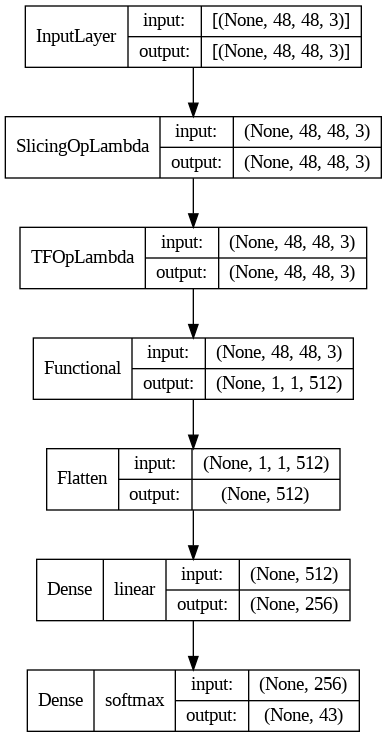 InputLayer input: [(None, 48, 48, 3)]
output: [(None, 48, 48, 3)]
SlicingOpLambda input: (None, 48, 48, 3)
output: (None, 48, 48, 3)
TFOpLambda input: (None, 48, 48, 3)
output: (None, 48, 48, 3)
Functional input: (None, 48, 48, 3)
output: (None, 1, 1, 512)
Flatten input: (None, 1, 1, 512)
output: (None, 512)
Dense linear input: (None, 512)
output: (None, 256)
Dense softmax input: (None, 256)
output: (None, 43)